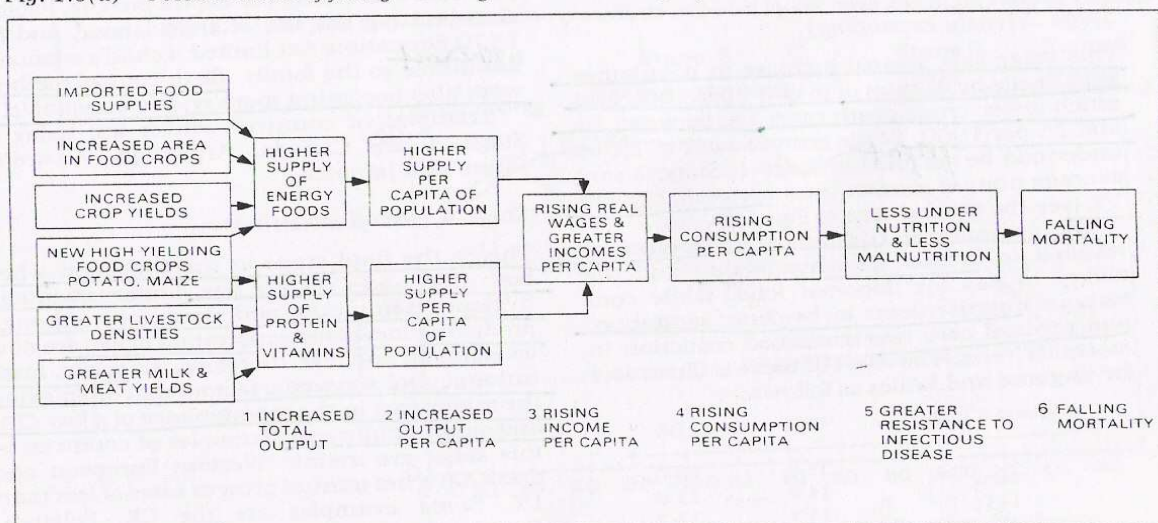 IMPORTED FOOD
SUPPLIES
INCREASED AREA
IN FOOD CROPS
INCREASED
CROP YIELDS
NEW HIGH YIELDING
FOOD CROPS
POTATO, MAIZE
GREATER LIVESTOCK
DENSITIES
GREATER MILK &
MEAT YIELDS
HIGHER
SUPPLY
OF
ENERGY
FOODS
HIGHER
SUPPLY OF
PROTEIN
&
VITAMINS
HIGHER
SUPPLY
PER
CAPITA OF
POPULATION
HIGHER
SUPPLY PER
CAPITA
OF
POPULATION
RISING REAL
WAGES &
GREATER
INCOMES
PER CAPITA
RISING
CONSUMPTION
PER CAPITA
LESS UNDER
NUTRITION
& LESS
MALNUTRITION
FALLING
MORTALITY
1 INCREASED
TOTAL
OUTPUT
2 INCREASED
OUTPUT
PER CAPITA
3 RISING
INCOME
PER CAPITA
4 RISING
CONSUMPTION
PER CAPITA
5 GREATER
RESISTANCE TO
INFECTIOUS
DISEASE
6 FALLING
MORTALITY